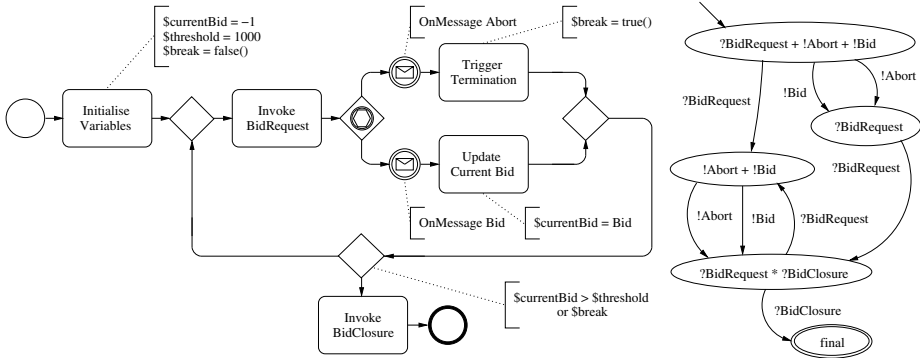 $currentBid = −1
$threshold = 1000
$break = false()
OnMessage Abort
$break = true()
Initialise
Variables
Invoke
BidRequest
Trigger
Termination
Update
Current Bid
OnMessage Bid
$currentBid = Bid
$currentBid > $threshold
or $break
Invoke
BidClosure
?BidRequest + !Abort + !Bid
!Abort
!Bid
?BidRequest
?BidRequest
?BidRequest
!Abort + !Bid
!Abort
!Bid
?BidRequest
?BidRequest * ?BidClosure
?BidClosure
final